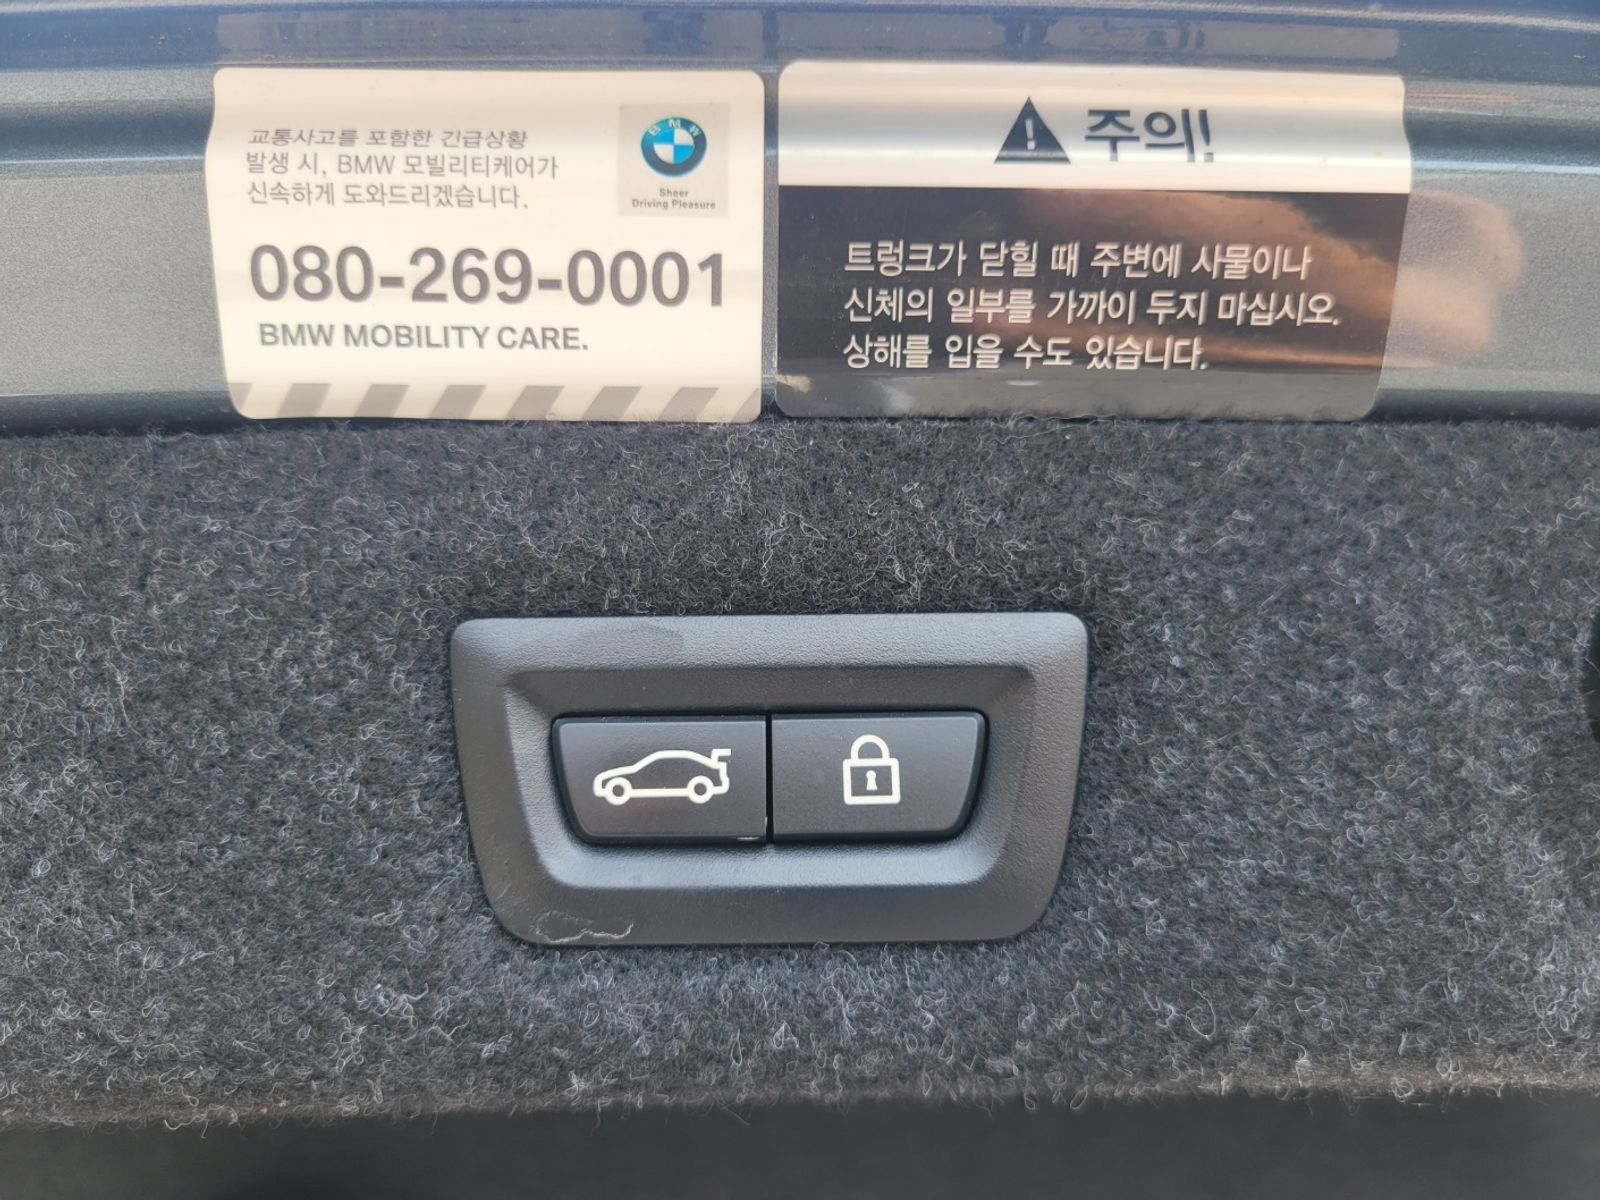 교통사고를 포함한 긴급상황
발생 시, BMW 모빌리티케어가
신속하게 도와드리겠습니다.
BMW
Sheer
Driving Pleasure
080-269-0001
BMW MOBILITY CARE.
주의!
트렁크가 닫힐 때 주변에 사물이나
신체의 일부를 가까이 두지 마십시오.
상해를 입을 수도 있습니다.